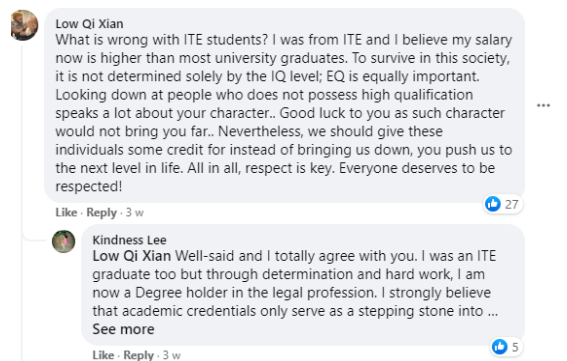 Low Qi Xian
What is wrong with ITE students? I was from ITE and I believe my salary
now is higher than most university graduates. To survive in this society,
it is not determined solely by the IQ level; EQ is equally important.
Looking down at people who does not possess high qualification
speaks a lot about your character.. Good luck to you as such character
would not bring you far.. Nevertheless, we should give these
individuals some credit for instead of bringing us down, you push us to
the next level in life. All in all, respect is key. Everyone deserves to be
respected!
27
Like · Reply · 3 w
Kindness Lee
Low Qi Xian Well-said and I totally agree with you. I was an ITE
graduate too but through determination and hard work, I am
now a Degree holder in the legal profession. I strongly believe
that academic credentials only serve as a stepping stone into ...
See more
5
Like · Reply · 3 w